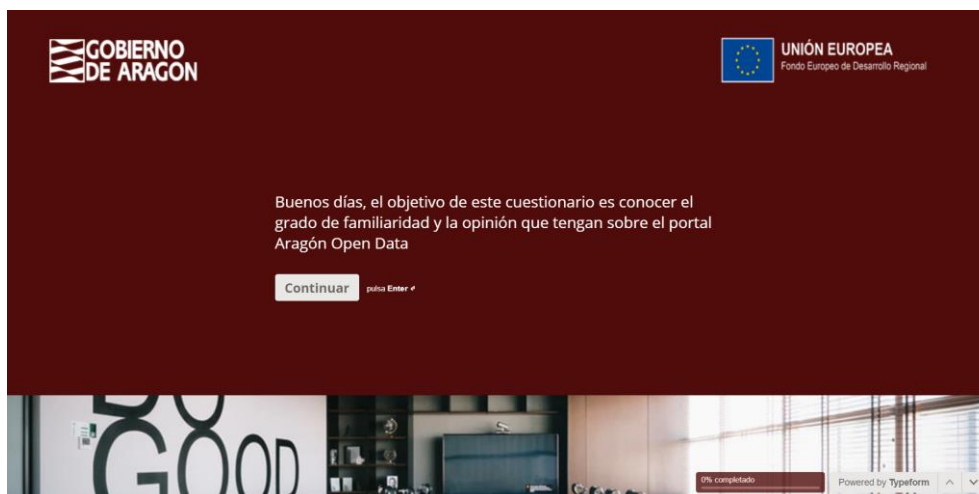 GOBIERNO
DE ARAGON
UNIÓN EUROPEA
Fondo Europeo de Desarrollo Regional
Buenos días, el objetivo de este cuestionario es conocer el
grado de familiaridad y la opinión que tengan sobre el portal
Aragón Open Data
Continuar pulsa Enter
DO
GOOD
0% completado
Powered by Typeform